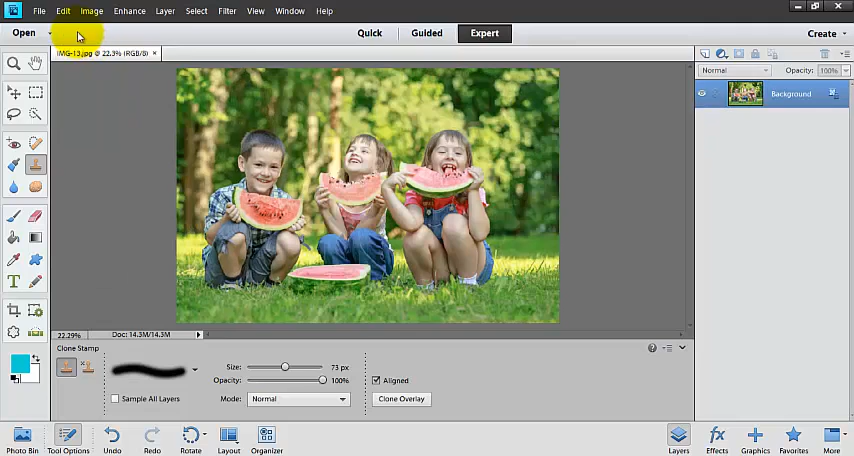 File Edit Image Enhance Layer Select Filter View Window Help
Open Quick Guided Expert Create
IMG-13.jpg @ 22.3% (RGB/8) ×
Normal Opacity: 100%
Background
22.29% Doc: 14.3M/14.3M
Clone Stamp
Size: 73 px
Opacity: 100%
Aligned
Sample All Layers Mode: Normal Clone Overlay
Photo Bin Tool Options Undo Redo Rotate Layout Organizer Layers Effects Graphics Favorites More